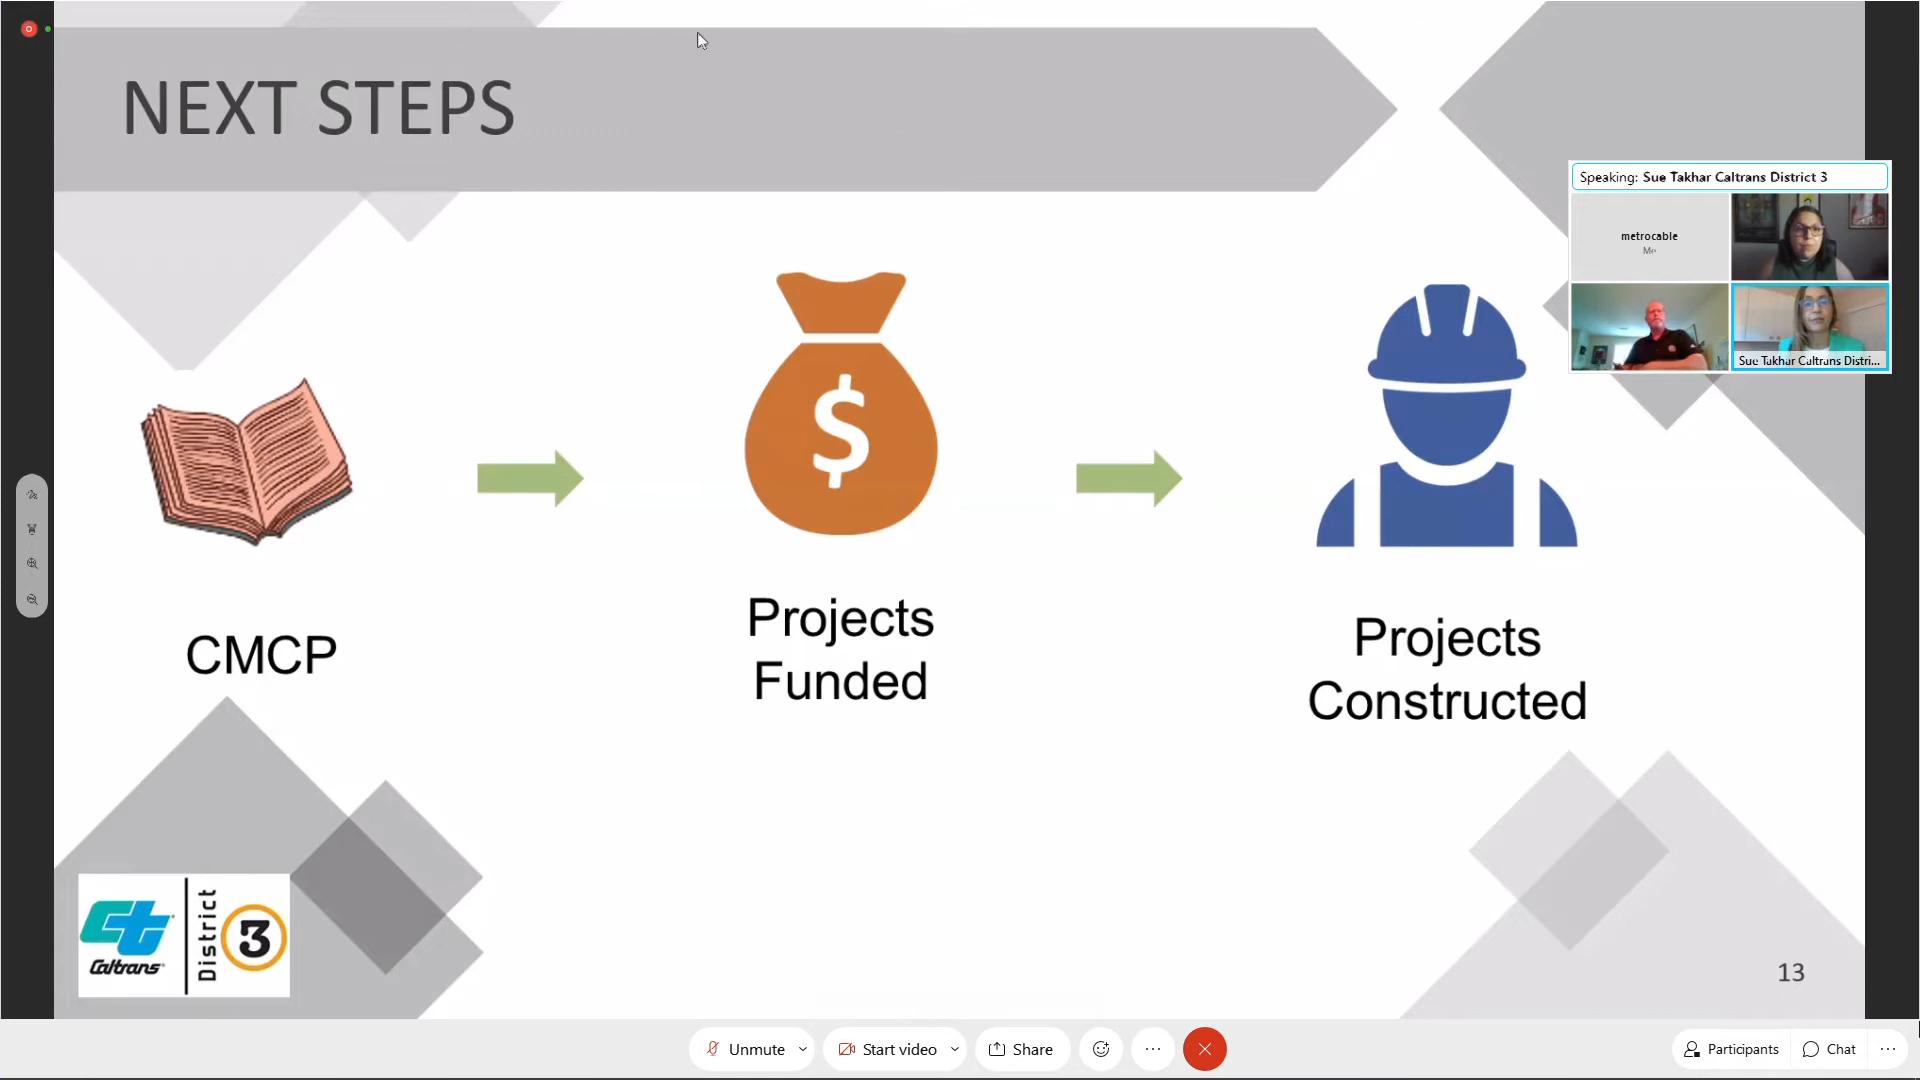 NEXT STEPS
Speaking: Sue Takhar Caltrans District 3
metrocable
Me
Sue Takhar Caltrans Distri...
$
CMCP
Projects
Funded
Projects
Constructed
Caltrans
District
3
13
Unmute
Start video
Share
Participants
Chat